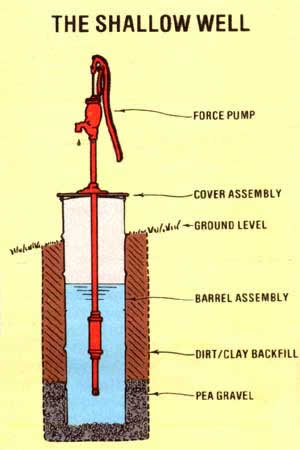 THE SHALLOW WELL
FORCE PUMP
COVER ASSEMBLY
GROUND LEVEL
BARREL ASSEMBLY
DIRT/CLAY BACKFILL
PEA GRAVEL